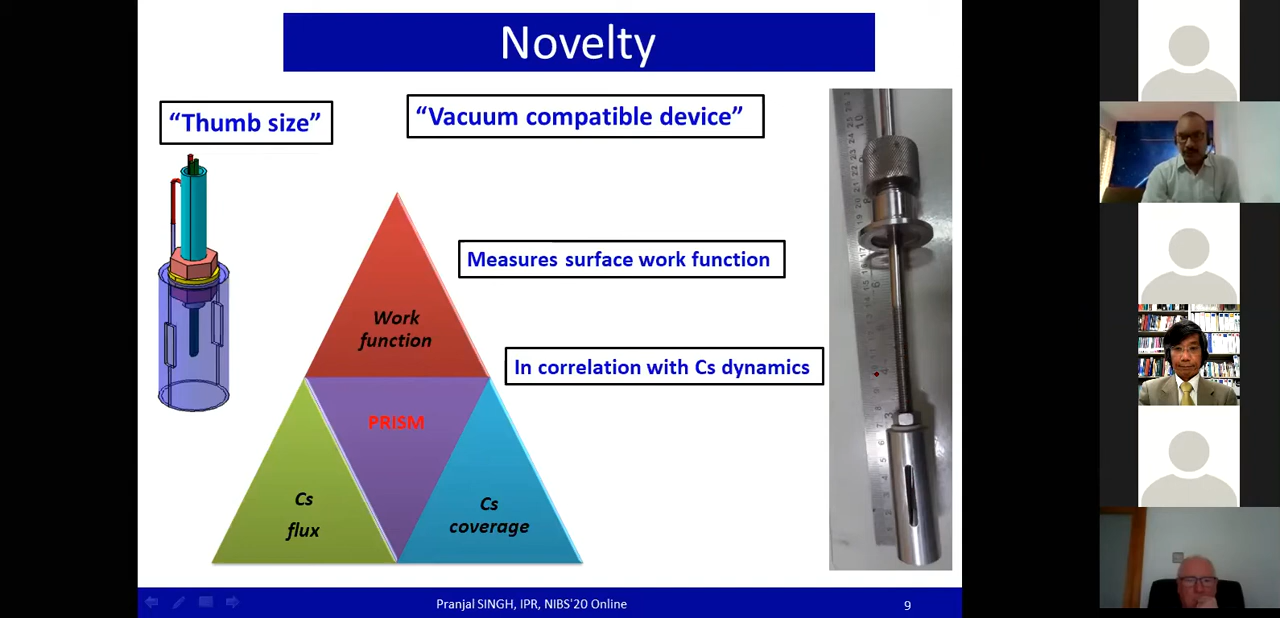 Novelty
“Thumb size”
“Vacuum compatible device”
Measures surface work function
Work
function
In correlation with Cs dynamics
PRISM
Cs
flux
Cs
coverage
Pranjal SINGH, IPR, NIBS'20 Online
9